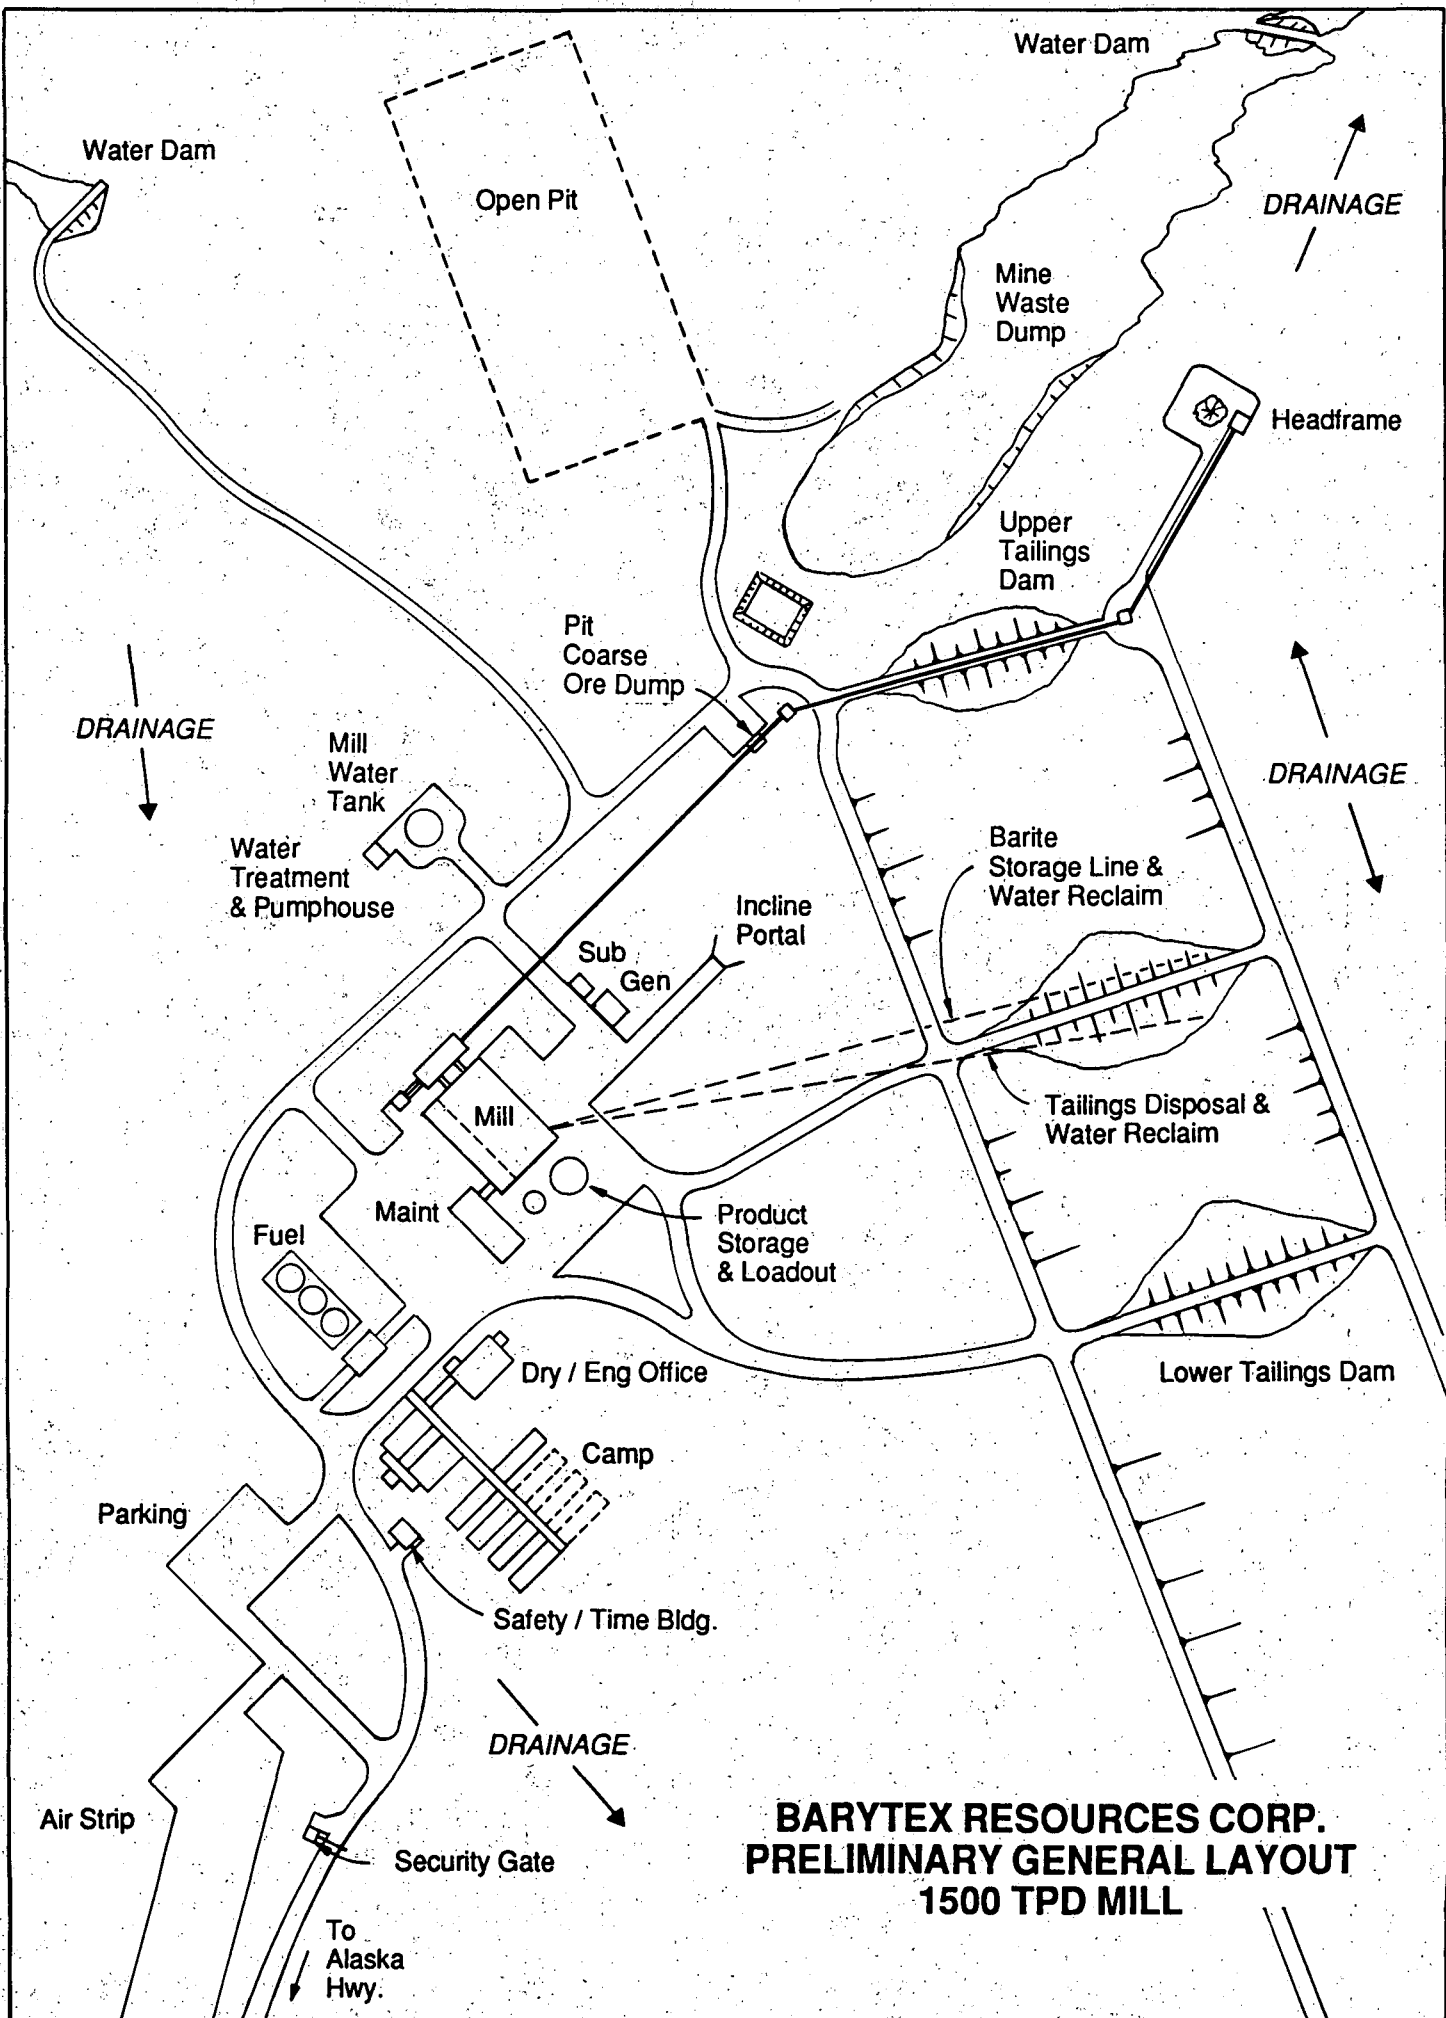 Water Dam
Water Dam
Open Pit
DRAINAGE
Mine
Waste
Dump
Headframe
Upper
Tailings
Dam
Pit
Coarse
Ore Dump
DRAINAGE
Mill
Water
Tank
DRAINAGE
Water
Treatment
& Pumphouse
Barite
Storage Line &
Water Reclaim
Incline
Portal
Sub
Gen
Mill
Tailings Disposal &
Water Reclaim
Maint
Product
Storage
& Loadout
Fuel
Dry / Eng Office
Lower Tailings Dam
Camp
Parking
Safety / Time Bldg.
DRAINAGE
Air Strip
Security Gate
BARYTEX RESOURCES CORP.
PRELIMINARY GENERAL LAYOUT
1500 TPD MILL
To
Alaska
Hwy.